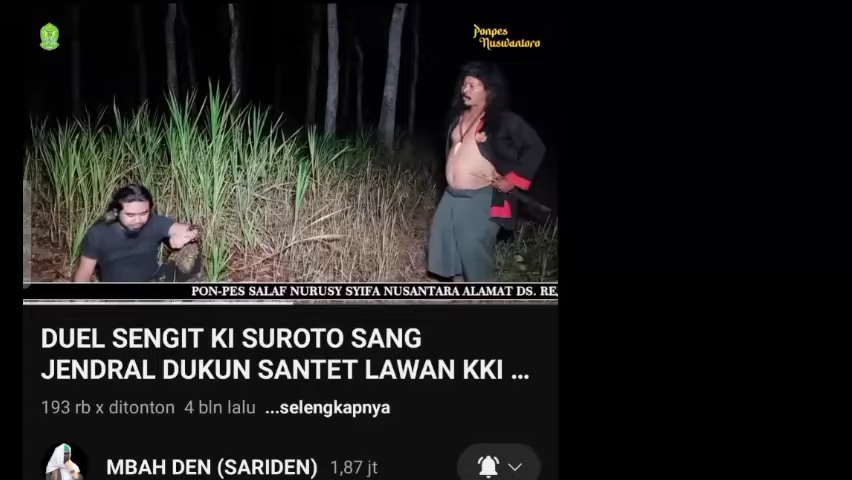 Ponpes
Nuswantoro
PON-PES SALAF NURUSY SYIFA NUSANTARA ALAMAT DS. RE
DUEL SENGIT KI SUROTO SANG
JENDRAL DUKUN SANTET LAWAN KKI ...
193 rb x ditonton 4 bln lalu ...selengkapnya
MBAH DEN (SARIDEN) 1,87 jt